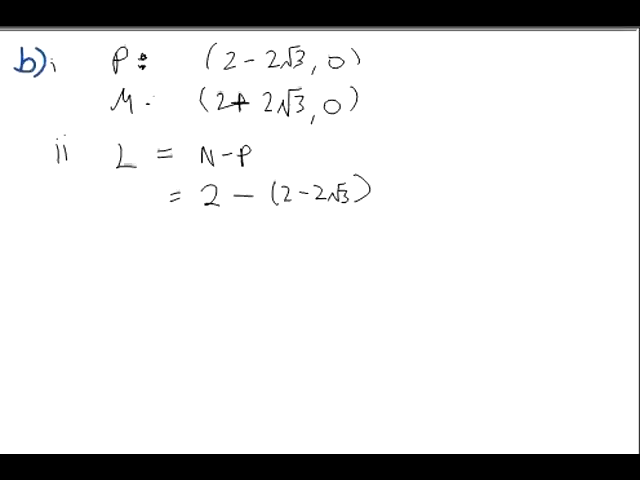 b) i P : (2 - 2√3, 0)
M : (2 + 2√3, 0)
ii L = N - P
= 2 - (2 - 2√3)